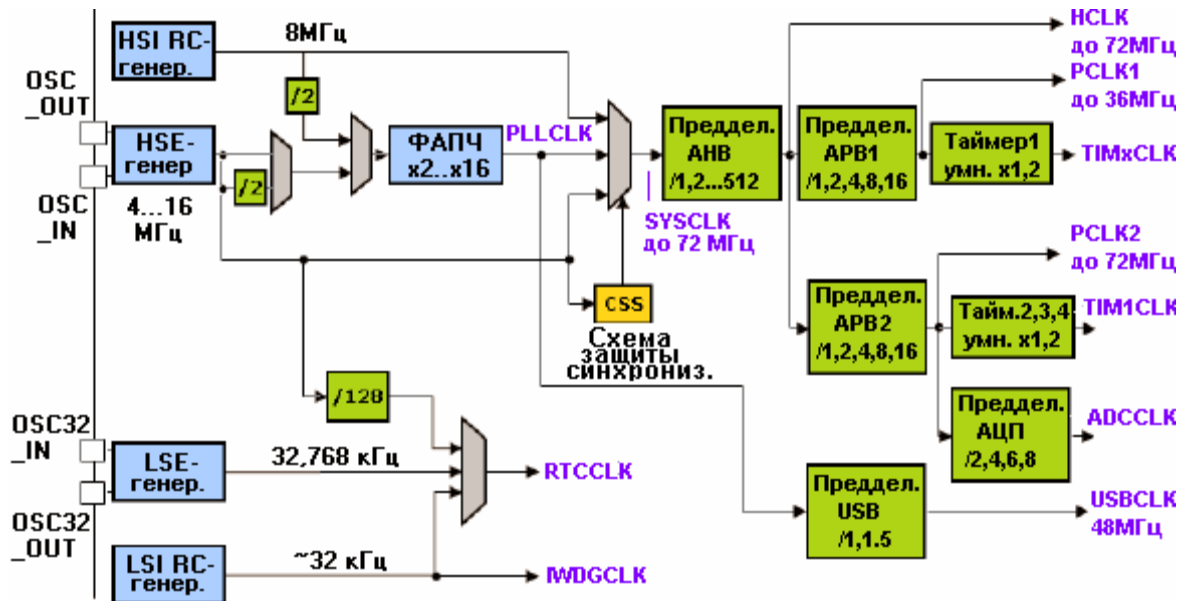 HSI RC-
генер.
8МГц
/2
OSC
_OUT
HSE-
генер
/2
OSC
_IN
4...16
МГц
ФАПЧ
x2..x16
PLLCLK
SYSCLK
до 72 МГц
CSS
Схема
защиты
синхрониз.
Преддел.
АНВ
/1,2...512
Преддел.
АРВ1
/1,2,4,8,16
Таймер1
умн. x1,2
HCLK
до 72МГц
PCLK1
до 36МГц
TIMxCLK
PCLK2
до 72МГц
Преддел.
АРВ2
/1,2,4,8,16
Тайм.2,3,4
умн. x1,2
TIM1CLK
Преддел.
АЦП
/2,4,6,8
ADCCLK
Преддел.
USB
/1,1.5
USBCLK
48МГц
/128
OSC32
_IN
LSE-
генер.
32,768 кГц
RTCCLK
OSC32
_OUT
LSI RC-
генер.
~32 кГц
IWDGCLK